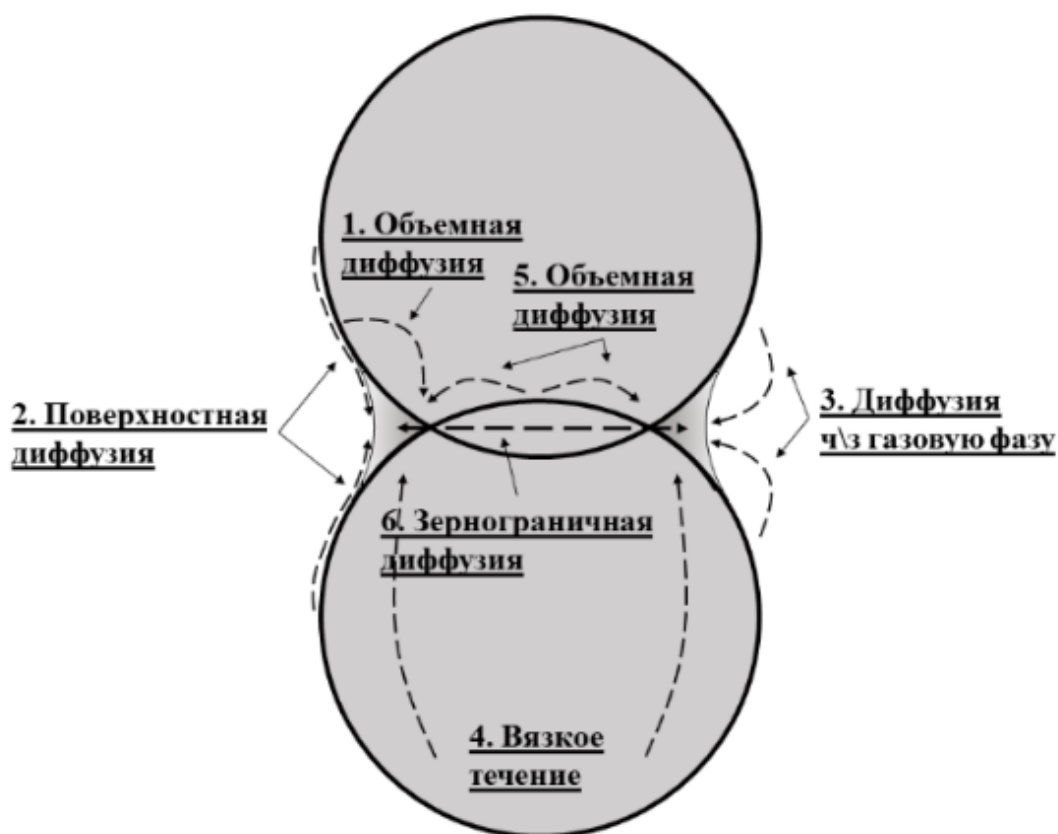 1. Объемная
диффузия
5. Объемная
диффузия
2. Поверхностная
диффузия
3. Диффузия
ч\з газовую фазу
6. Зернограничная
диффузия
4. Вязкое
течение